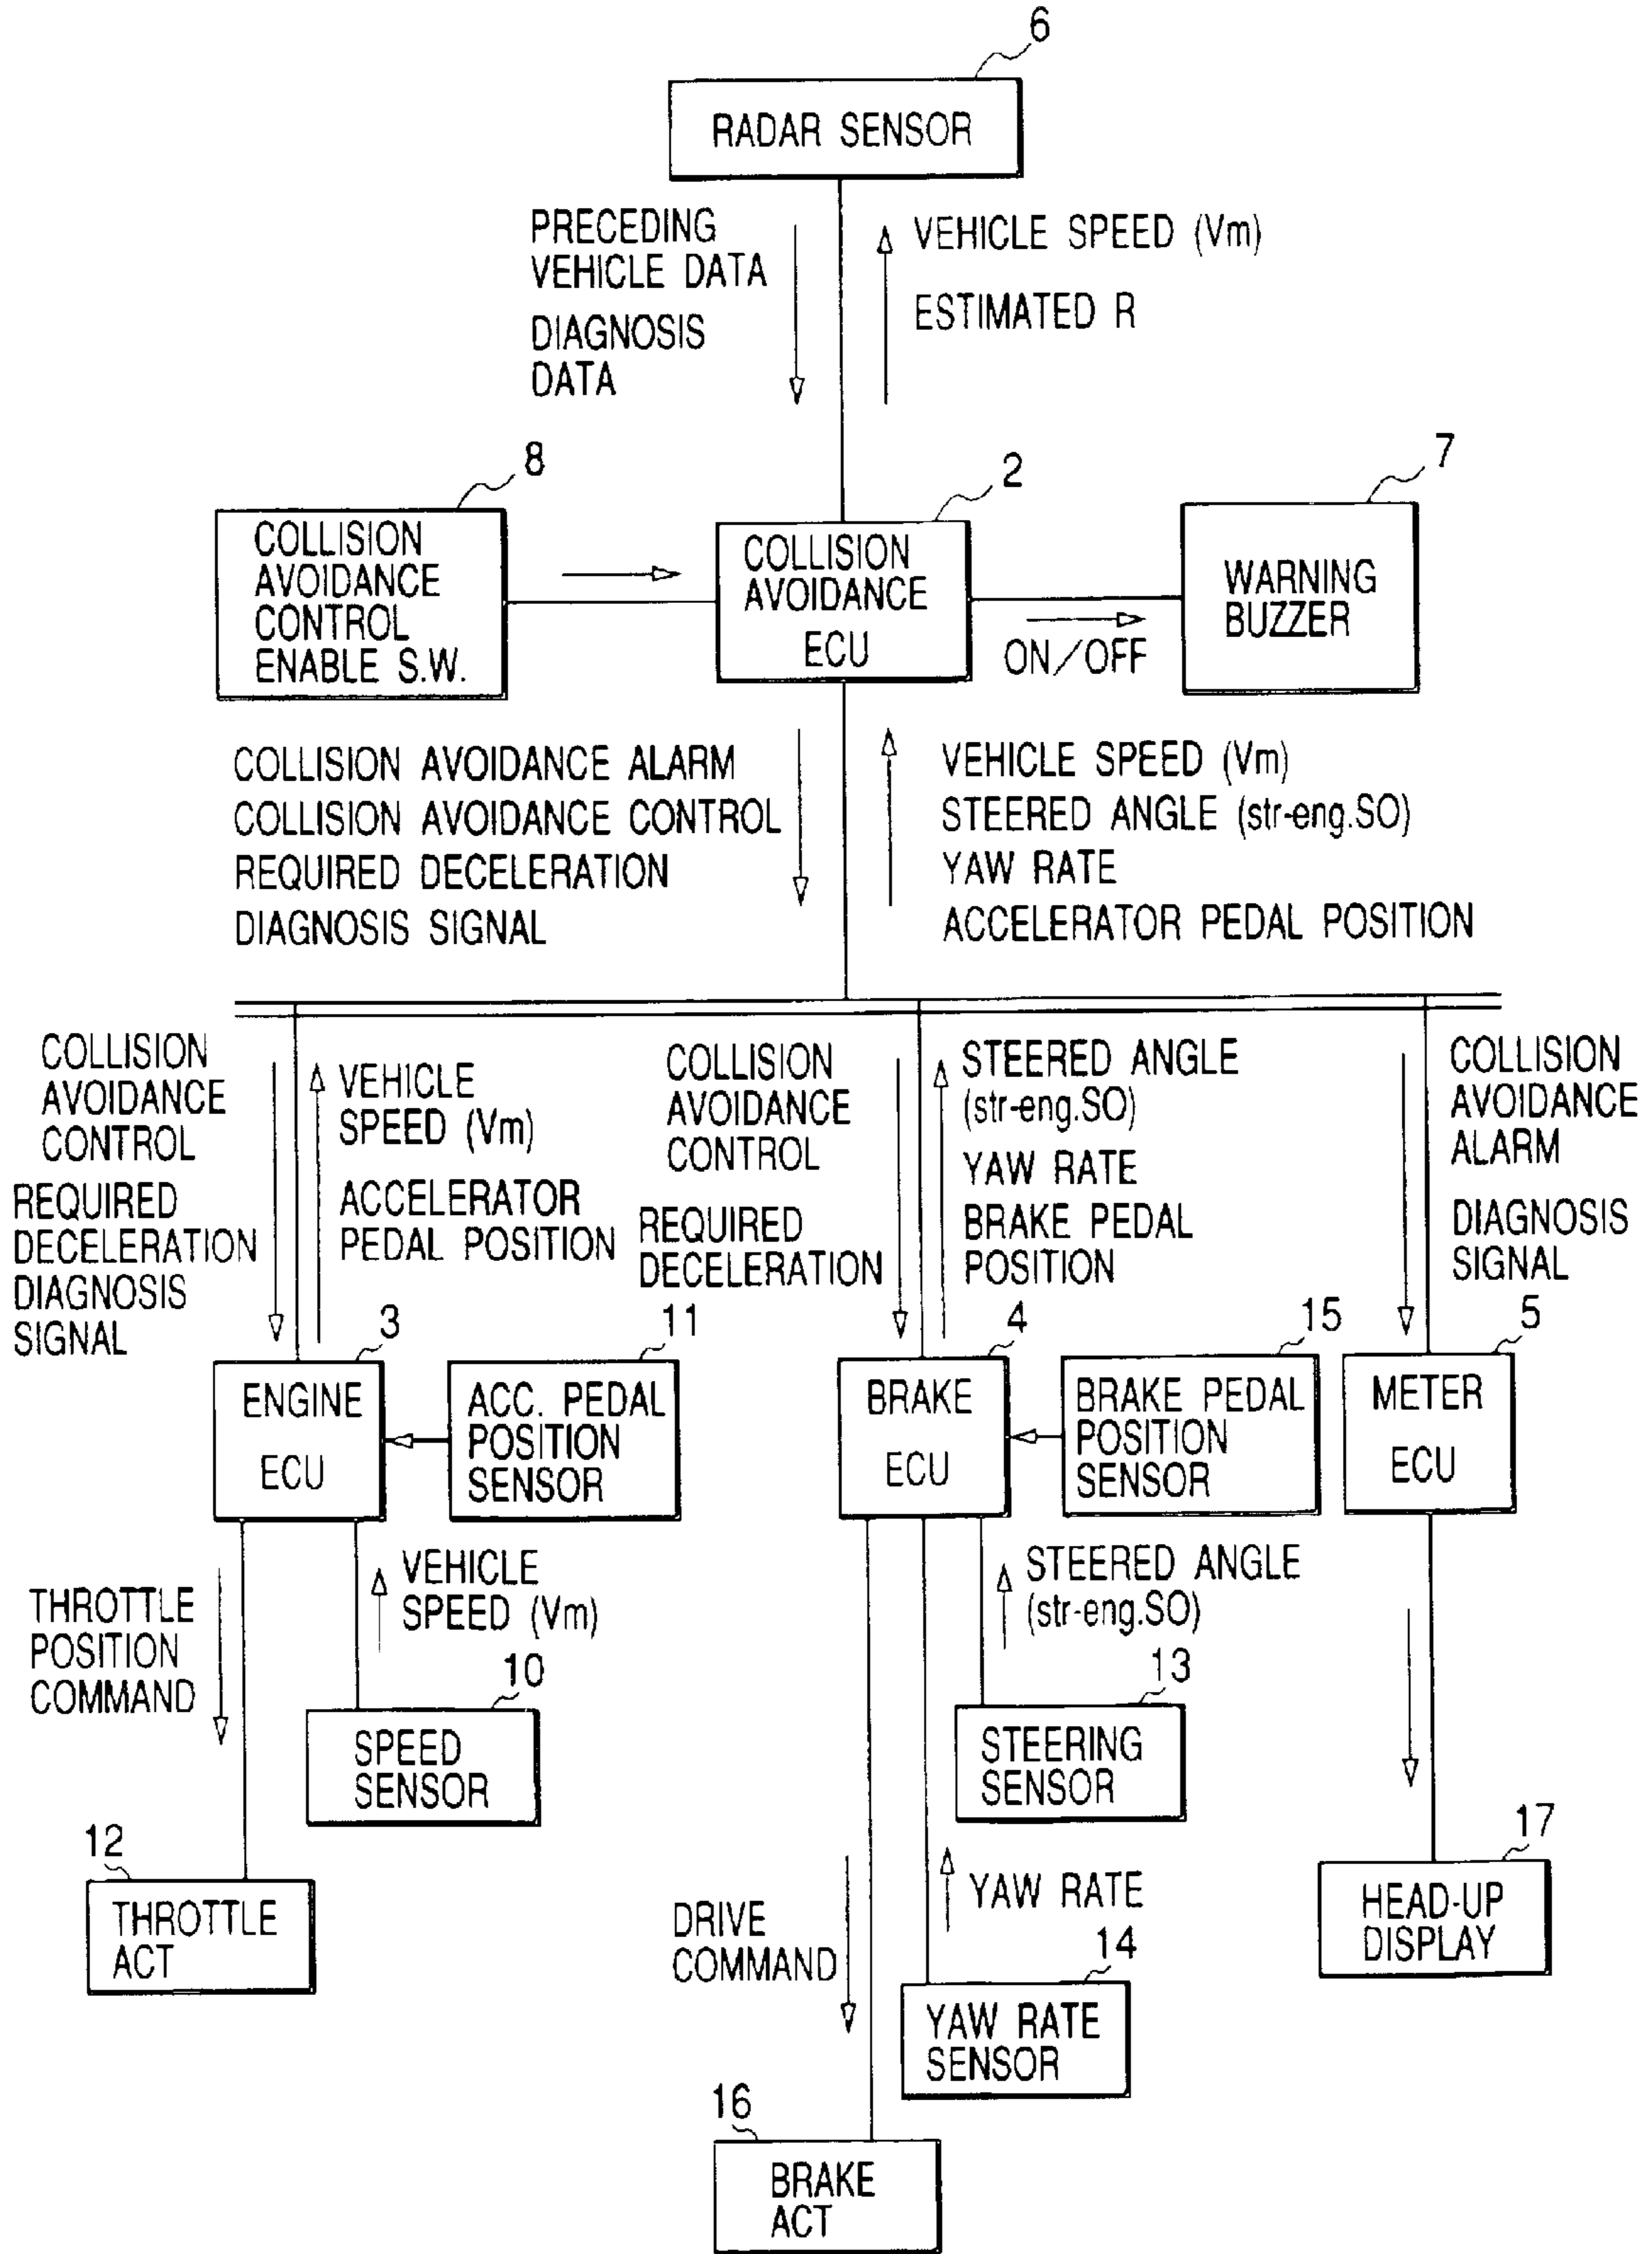 6
RADAR SENSOR
PRECEDING
VEHICLE DATA
DIAGNOSIS
DATA
VEHICLE SPEED (Vm)
ESTIMATED R
8
COLLISION
AVOIDANCE
CONTROL
ENABLE S.W.
2
COLLISION
AVOIDANCE
ECU
7
WARNING
BUZZER
ON/OFF
COLLISION AVOIDANCE ALARM
COLLISION AVOIDANCE CONTROL
REQUIRED DECELERATION
DIAGNOSIS SIGNAL
VEHICLE SPEED (Vm)
STEERED ANGLE (str-eng.SO)
YAW RATE
ACCELERATOR PEDAL POSITION
COLLISION
AVOIDANCE
CONTROL
REQUIRED
DECELERATION
DIAGNOSIS
SIGNAL
VEHICLE
SPEED (Vm)
ACCELERATOR
PEDAL POSITION
COLLISION
AVOIDANCE
CONTROL
REQUIRED
DECELERATION
STEERED ANGLE
(str-eng.SO)
YAW RATE
BRAKE PEDAL
POSITION
COLLISION
AVOIDANCE
ALARM
DIAGNOSIS
SIGNAL
3
ENGINE
ECU
11
ACC. PEDAL
POSITION
SENSOR
4
BRAKE
ECU
15
BRAKE PEDAL
POSITION
SENSOR
5
METER
ECU
THROTTLE
POSITION
COMMAND
VEHICLE
SPEED (Vm)
10
SPEED
SENSOR
STEERED ANGLE
(str-eng.SO)
13
STEERING
SENSOR
12
THROTTLE
ACT
DRIVE
COMMAND
YAW RATE
14
YAW RATE
SENSOR
17
HEAD-UP
DISPLAY
16
BRAKE
ACT